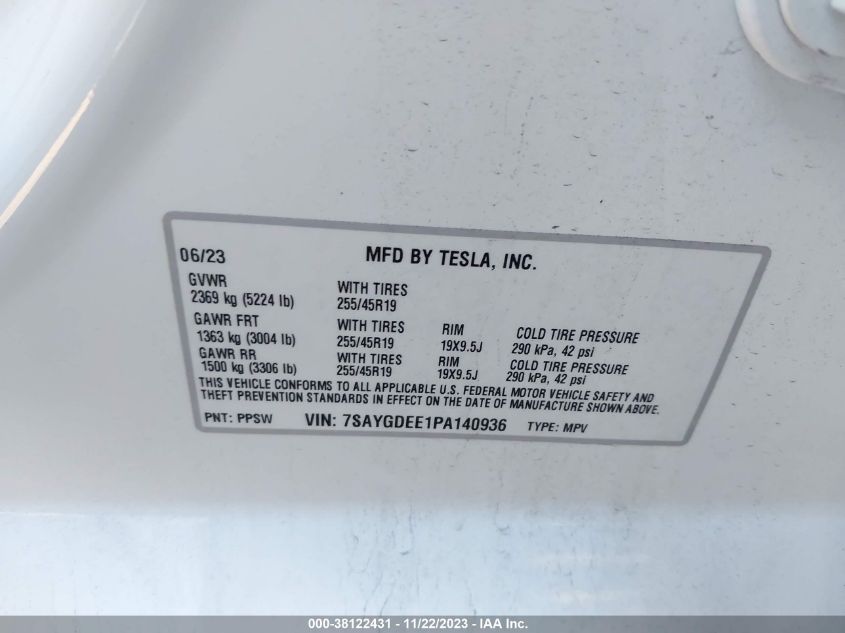 06/23 MFD BY TESLA, INC.
GVWR
2369 kg (5224 lb) WITH TIRES 255/45R19
GAWR FRT
1363 kg (3004 lb) WITH TIRES 255/45R19 RIM 19X9.5J COLD TIRE PRESSURE 290 kPa, 42 psi
GAWR RR
1500 kg (3306 lb) WITH TIRES 255/45R19 RIM 19X9.5J COLD TIRE PRESSURE 290 kPa, 42 psi
THIS VEHICLE CONFORMS TO ALL APPLICABLE U.S. FEDERAL MOTOR VEHICLE SAFETY AND
THEFT PREVENTION STANDARDS IN EFFECT ON THE DATE OF MANUFACTURE SHOWN ABOVE.
PNT: PPSW VIN: 7SAYGDEE1PA140936 TYPE: MPV
000-38122431 - 11/22/2023 - IAA Inc.